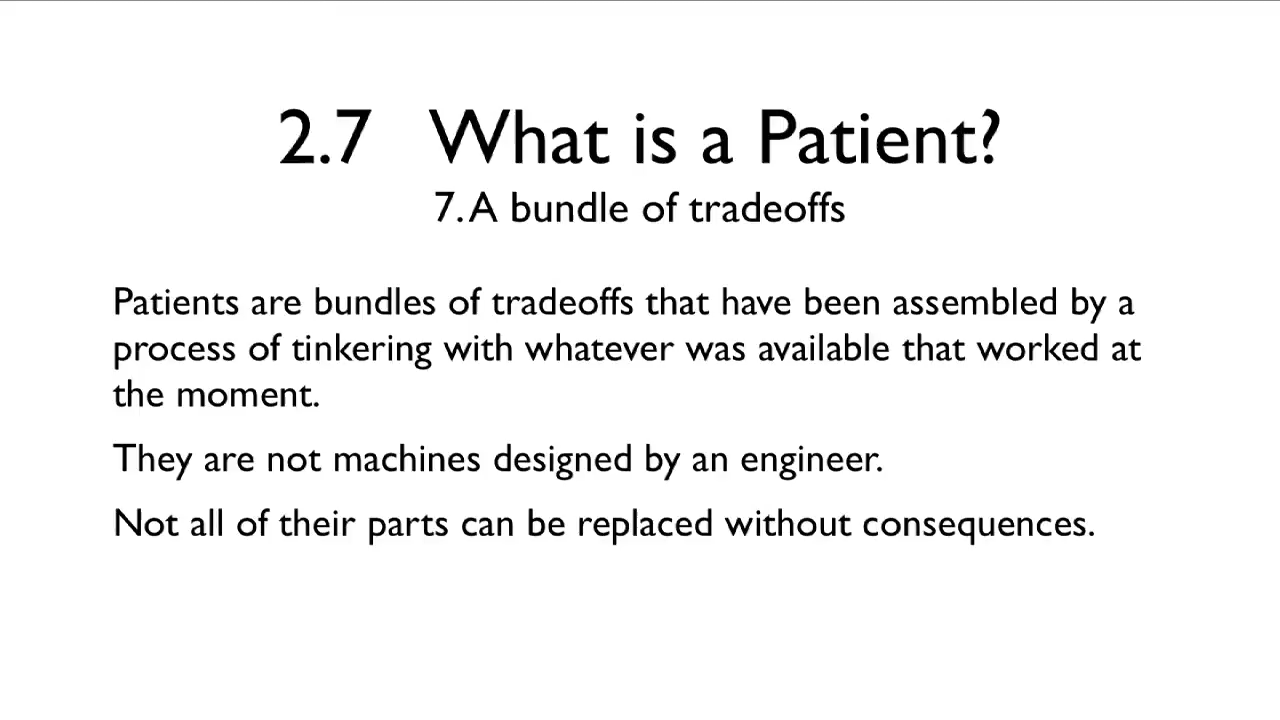 2.7 What is a Patient?
7. A bundle of tradeoffs
Patients are bundles of tradeoffs that have been assembled by a
process of tinkering with whatever was available that worked at
the moment.
They are not machines designed by an engineer.
Not all of their parts can be replaced without consequences.